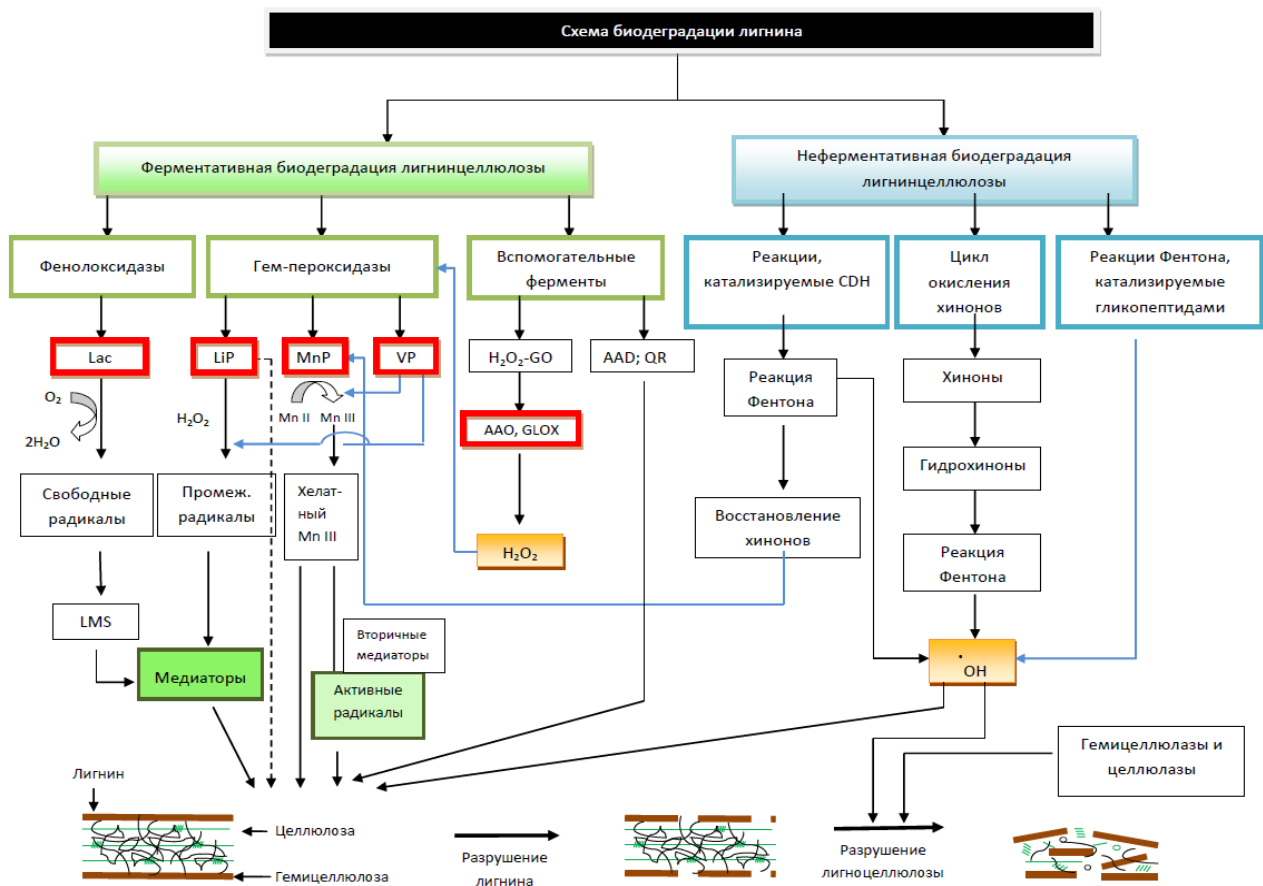 Схема биодеградации лигнина
Ферментативная биодеградация лигнинцеллюлозы
Неферментативная биодеградация
лигнинцеллюлозы
Фенолоксидазы
Гем-пероксидазы
Вспомогательные
ферменты
Реакции,
катализируемые CDH
Цикл
окисления
хинонов
Реакции Фентона,
катализируемые
гликопептидами
Lac
LiP
MnP
VP
H₂O₂-GO
AAD; QR
Реакция
Фентона
Хиноны
O₂
2H₂O
H₂O₂
Mn II Mn III
AAO, GLOX
Гидрохиноны
Свободные
радикалы
Промеж.
радикалы
Хелат-
ный
Mn III
H₂O₂
Восстановление
хинонов
Реакция
Фентона
LMS
Вторичные
медиаторы
Медиаторы
Активные
радикалы
·
OH
Гемицеллюлазы и
целлюлазы
Лигнин
Целлюлоза
Гемицеллюлоза
Разрушение
лигнина
Разрушение
лигноцеллюлозы